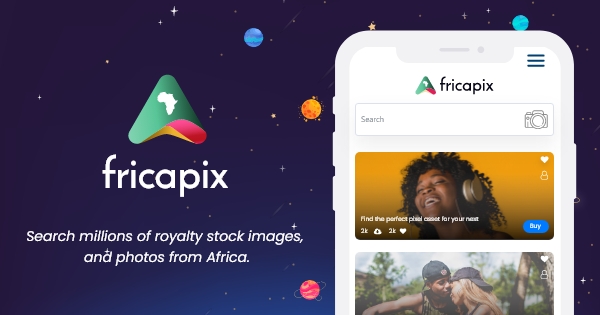 fricapix
Search millions of royalty stock images,
and photos from Africa.
fricapix
Search
Find the perfect pixel asset for your next
2k 2k
Buy